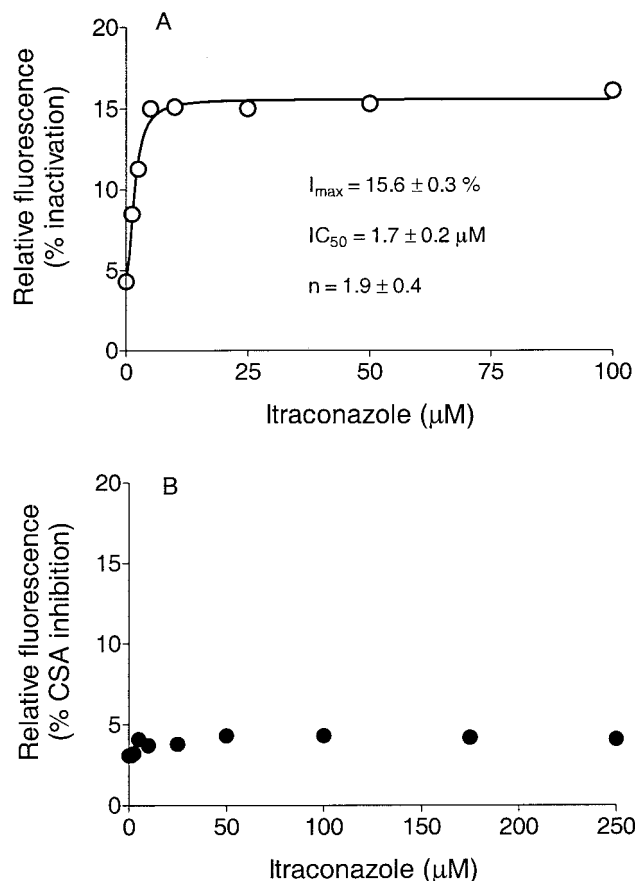 A
20
15
10
5
0
Relative fluorescence
(% inactivation)
Imax = 15.6 ± 0.3 %
IC50 = 1.7 ± 0.2 µM
n = 1.9 ± 0.4
0 25 50 75 100
Itraconazole (µM)
B
20
15
10
5
0
Relative fluorescence
(% CSA inhibition)
0 50 100 150 200 250
Itraconazole (µM)